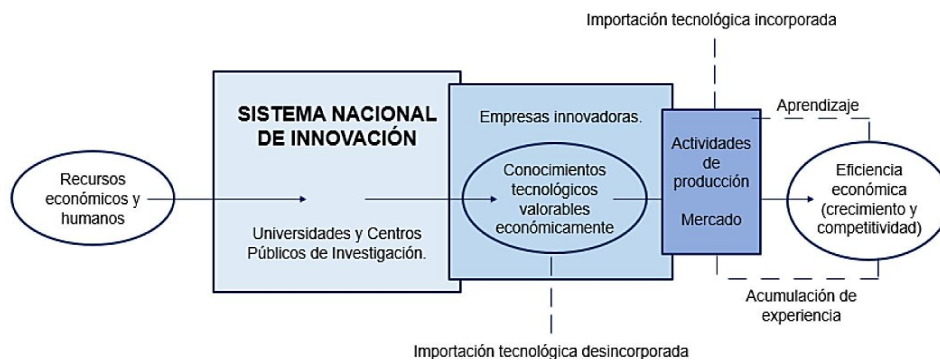 Importación tecnológica incorporada
SISTEMA NACIONAL
DE INNOVACIÓN
Empresas innovadoras.
Aprendizaje
Recursos
económicos y
humanos
Conocimientos
tecnológicos
valorables
económicamente
Actividades
de
producción
Mercado
Eficiencia
económica
(crecimiento y
competitividad)
Universidades y Centros
Públicos de Investigación.
Acumulación de
experiencia
Importación tecnológica desincorporada